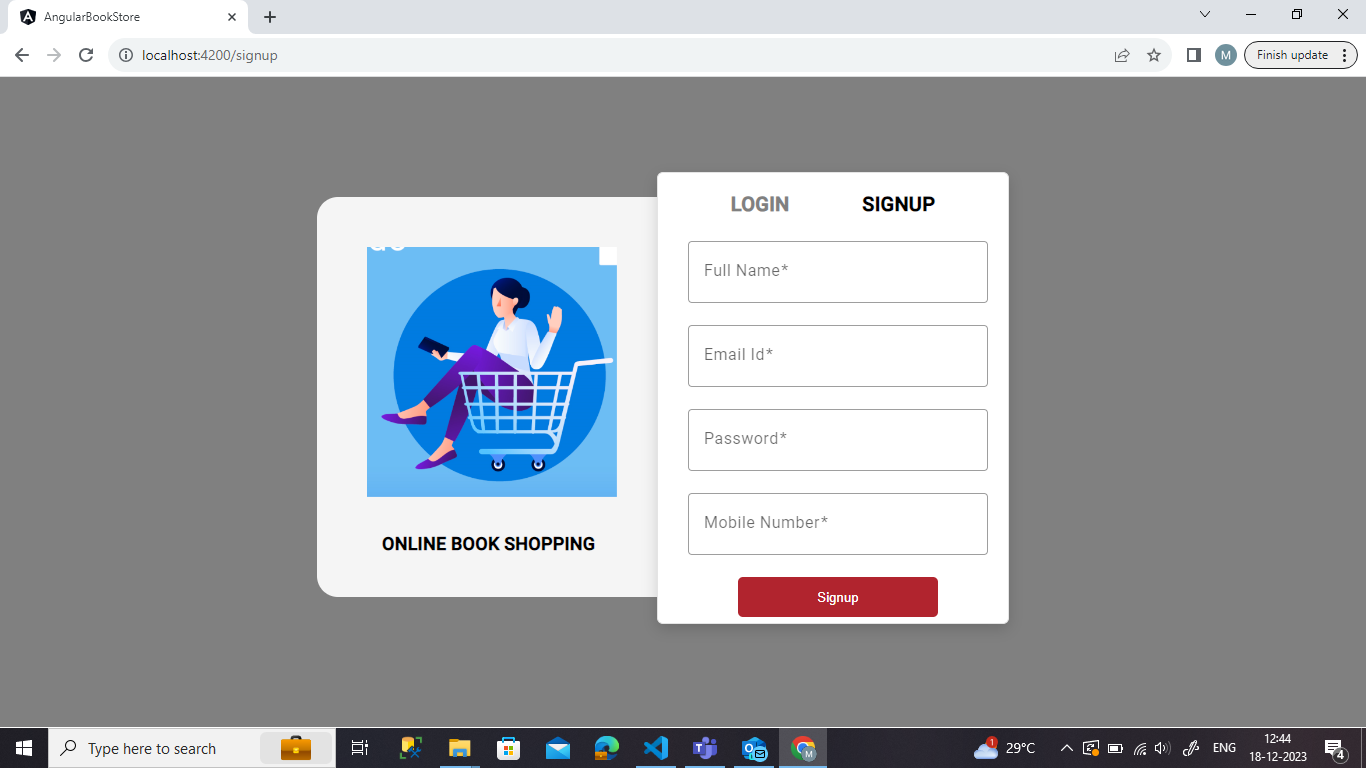 AngularBookStore
localhost:4200/signup
M
Finish update
LOGIN SIGNUP
Full Name*
Email Id*
Password*
Mobile Number*
Signup
ONLINE BOOK SHOPPING
Type here to search
1
29°C
ENG
12:44
18-12-2023
4